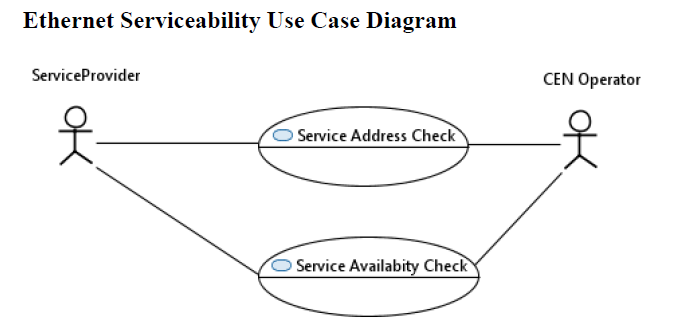 Ethernet Serviceability Use Case Diagram
ServiceProvider
CEN Operator
Service Address Check
Service Availabity Check